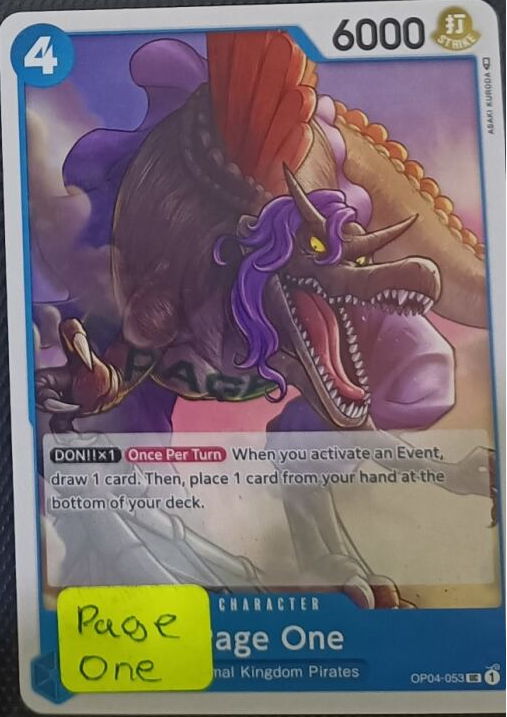 4
6000
打
STRIKE
ASAKI KURODA
PAGE
DON!!×1 Once Per Turn When you activate an Event,
draw 1 card. Then, place 1 card from your hand at the
bottom of your deck.
CHARACTER
Page
One
age One
mal Kingdom Pirates
OP04-053 UC 1